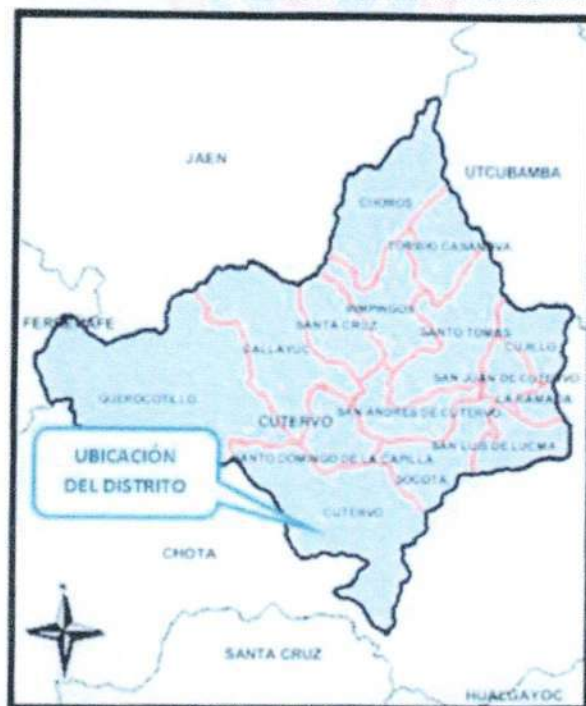 JAEN
UTCUBAMBA
CHOROS
TORIBIO CASANOVA
FERREÑAFE
PIMPINGOS
SANTA CRUZ
SANTO TOMAS
CALLAYUC
CUJILLO
SAN JUAN DE CUTERVO
QUEROCOTILLO
LA RAMADA
SAN ANDRES DE CUTERVO
CUTERVO
SAN LUIS DE LUCMA
SANTO DOMINGO DE LA CAPILLA
UBICACIÓN
DEL DISTRITO
SOCOTA
CUTERVO
CHOTA
SANTA CRUZ
HUALGAYOC